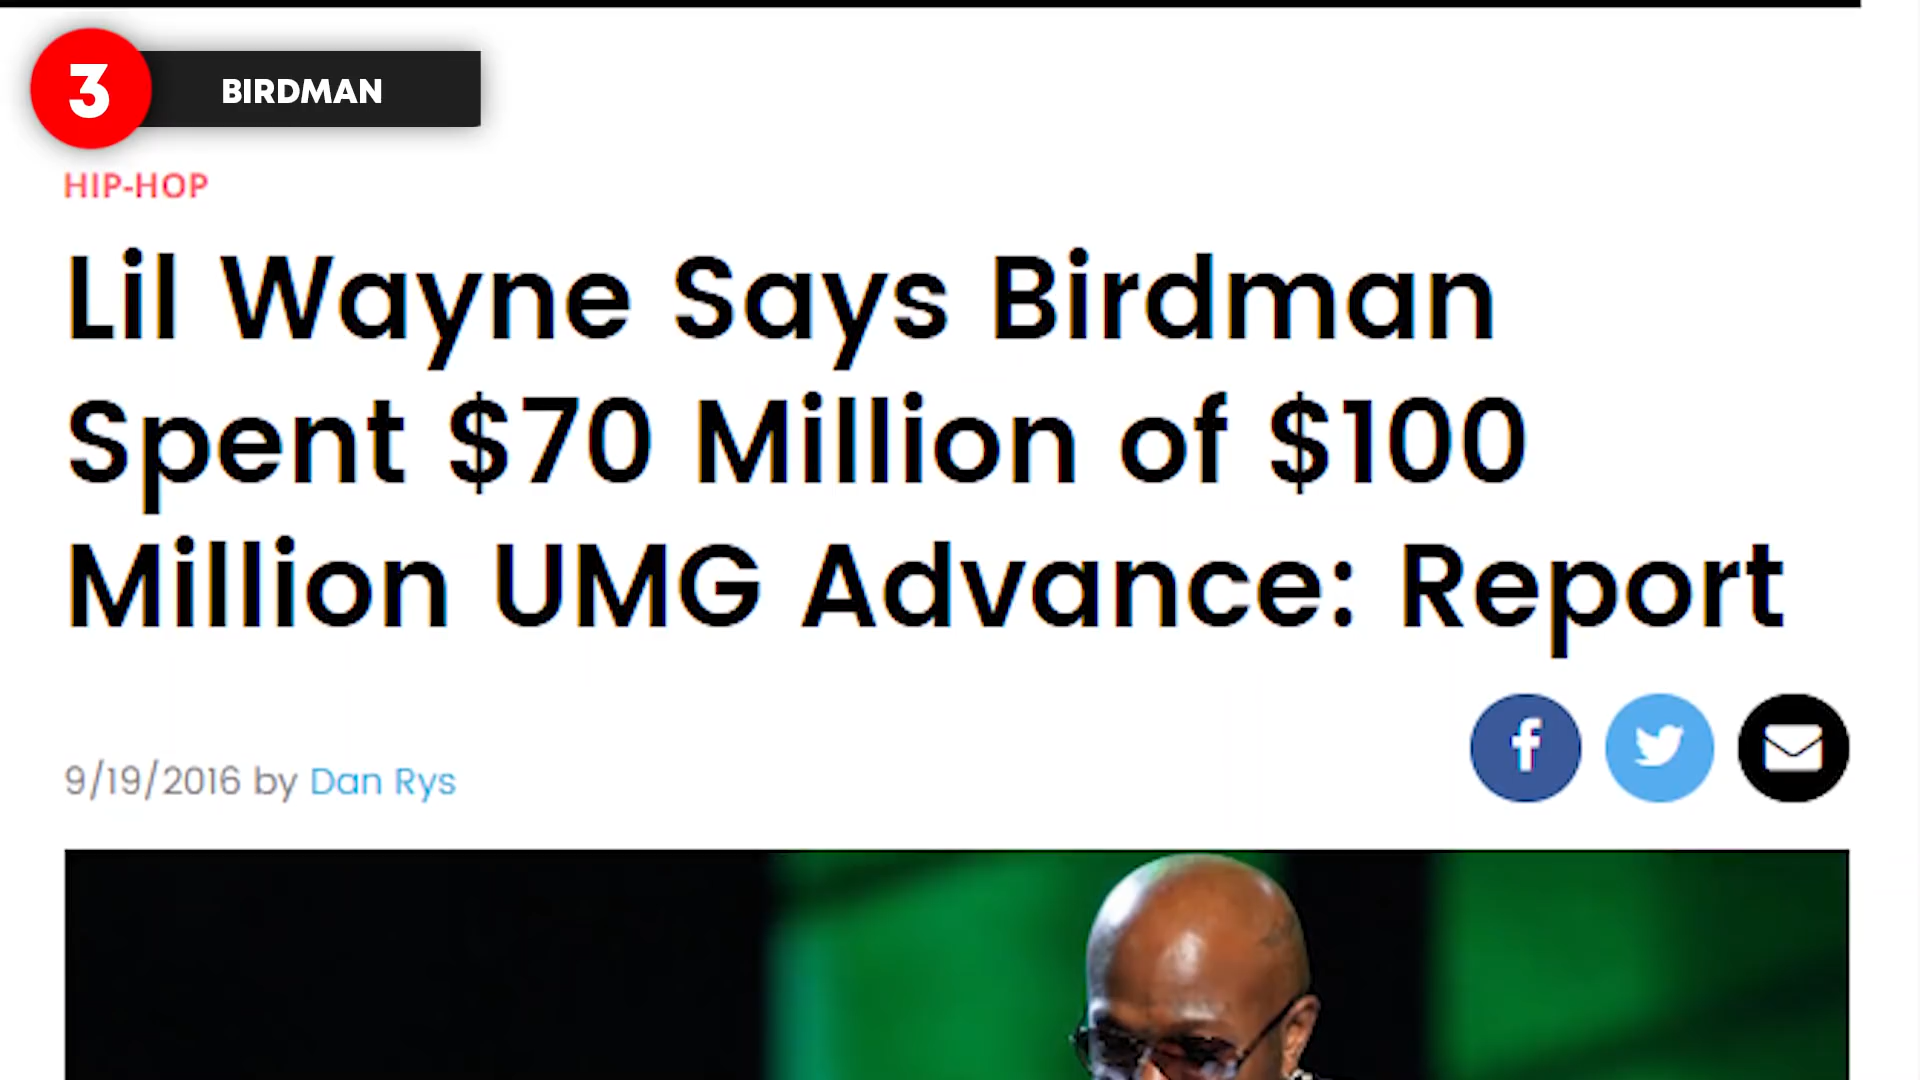 3
BIRDMAN
HIP-HOP
Lil Wayne Says Birdman
Spent $70 Million of $100
Million UMG Advance: Report
9/19/2016 by Dan Rys